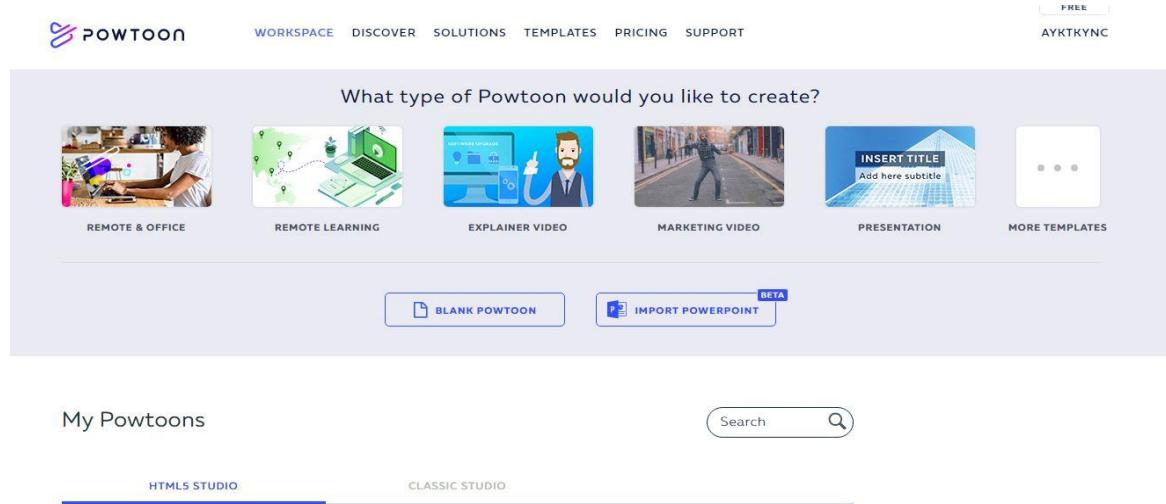 FREE
POWTOON WORKSPACE DISCOVER SOLUTIONS TEMPLATES PRICING SUPPORT AYKTKYNC
What type of Powtoon would you like to create?
SOFTWARE UPGRADE
INSERT TITLE
Add here subtitle
REMOTE & OFFICE REMOTE LEARNING EXPLAINER VIDEO MARKETING VIDEO PRESENTATION MORE TEMPLATES
BETA
BLANK POWTOON IMPORT POWERPOINT
My Powtoons Search
HTML5 STUDIO CLASSIC STUDIO